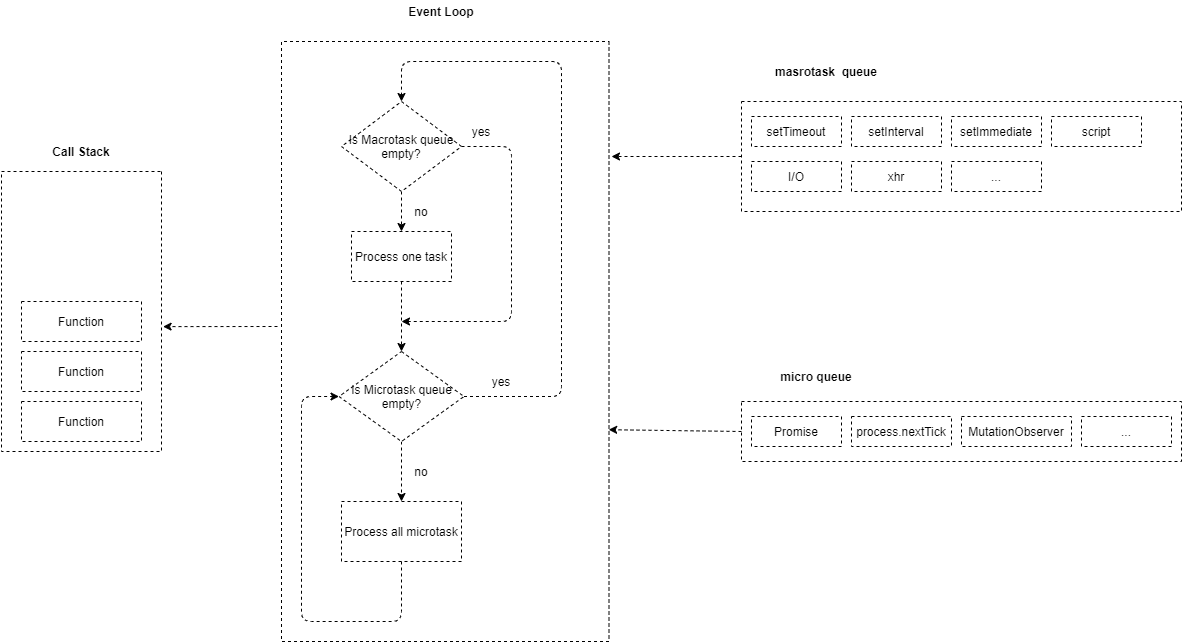 Event Loop
masrotask queue
setTimeout
setInterval
setImmediate
script
I/O
xhr
...
Call Stack
Function
Function
Function
Is Macrotask queue
empty?
yes
no
Process one task
Is Microtask queue
empty?
yes
no
Process all microtask
micro queue
Promise
process.nextTick
MutationObserver
...